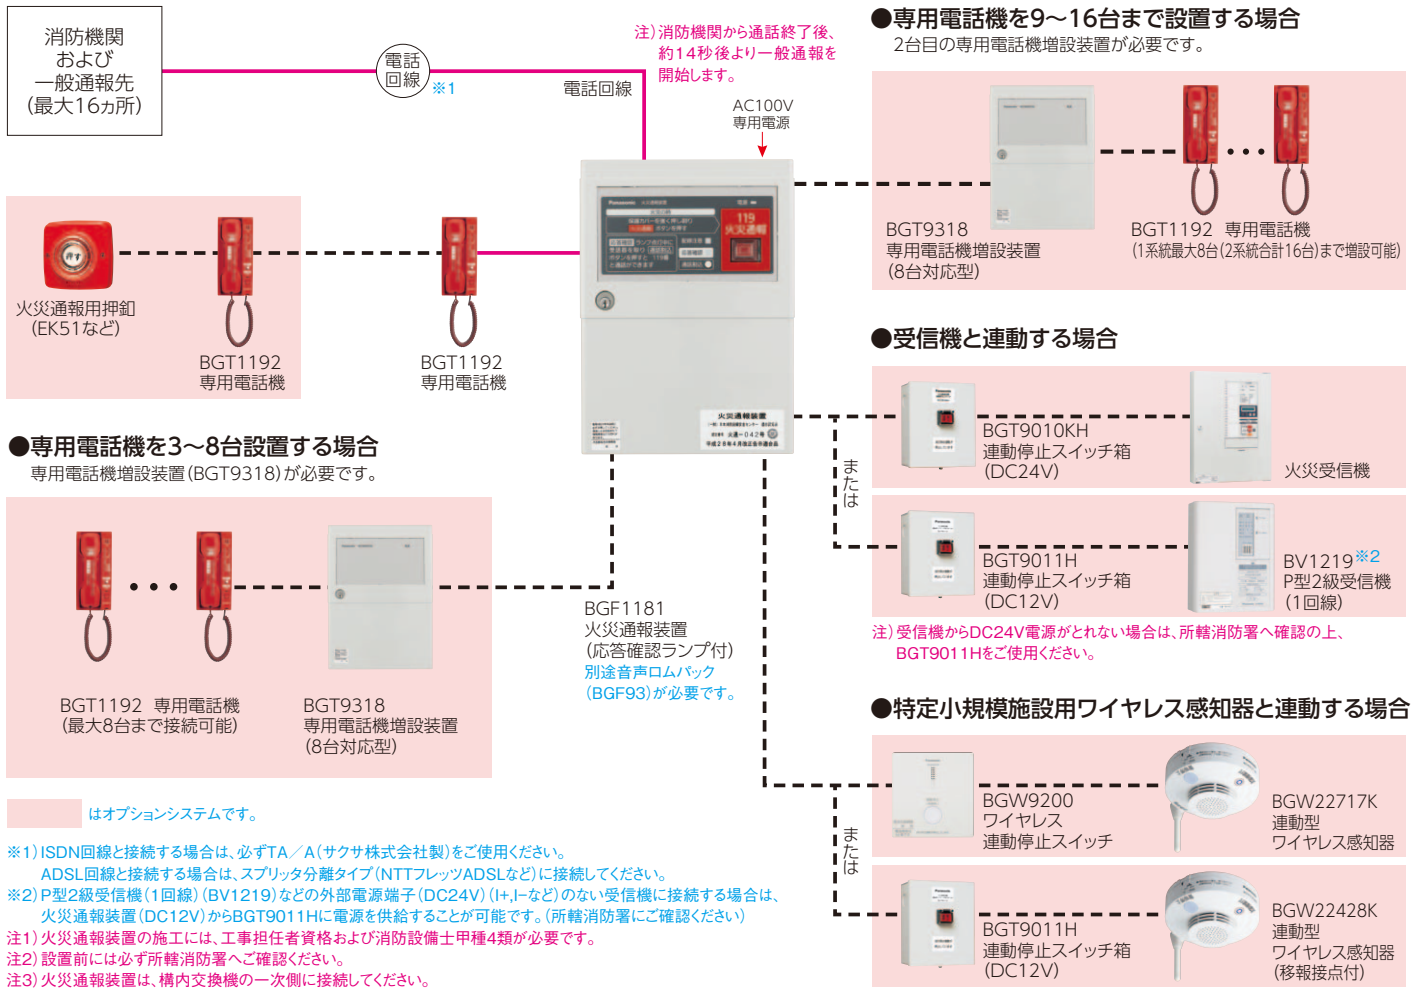 消防機関
および
一般通報先
(最大16ヵ所)
電話
回線
※1
電話回線
注)消防機関から通話終了後、
約14秒後より一般通報を
開始します。
AC100V
専用電源
Panasonic
119
火災通報
火災通報装置
平成28年4月改正告示適合品
押す
火災通報用押釦
(EK51など)
BGT1192
専用電話機
BGT1192
専用電話機
●専用電話機を3〜8台設置する場合
専用電話機増設装置(BGT9318)が必要です。
BGT1192 専用電話機
(最大8台まで接続可能)
BGT9318
専用電話機増設装置
(8台対応型)
BGF1181
火災通報装置
(応答確認ランプ付)
別途音声ロムパック
(BGF93)が必要です。
●専用電話機を9〜16台まで設置する場合
2台目の専用電話機増設装置が必要です。
BGT9318
専用電話機増設装置
(8台対応型)
BGT1192 専用電話機
(1系統最大8台(2系統合計16台)まで増設可能)
●受信機と連動する場合
または
BGT9010KH
連動停止スイッチ箱
(DC24V)
火災受信機
BGT9011H
連動停止スイッチ箱
(DC12V)
BV1219※2
P型2級受信機
(1回線)
注)受信機からDC24V電源がとれない場合は、所轄消防署へ確認の上、
BGT9011Hをご使用ください。
●特定小規模施設用ワイヤレス感知器と連動する場合
または
BGW9200
ワイヤレス
連動停止スイッチ
BGW22717K
連動型
ワイヤレス感知器
BGT9011H
連動停止スイッチ箱
(DC12V)
BGW22428K
連動型
ワイヤレス感知器
(移報接点付)
はオプションシステムです。
※1)ISDN回線と接続する場合は、必ずTA/A(サクサ株式会社製)をご使用ください。
ADSL回線と接続する場合は、スプリッタ分離タイプ(NTTフレッツADSLなど)に接続してください。
※2)P型2級受信機(1回線)(BV1219)などの外部電源端子(DC24V)(I+,I−など)のない受信機に接続する場合は、
火災通報装置(DC12V)からBGT9011Hに電源を供給することが可能です。(所轄消防署にご確認ください)
注1)火災通報装置の施工には、工事担任者資格および消防設備士甲種4類が必要です。
注2)設置前には必ず所轄消防署へご確認ください。
注3)火災通報装置は、構内交換機の一次側に接続してください。